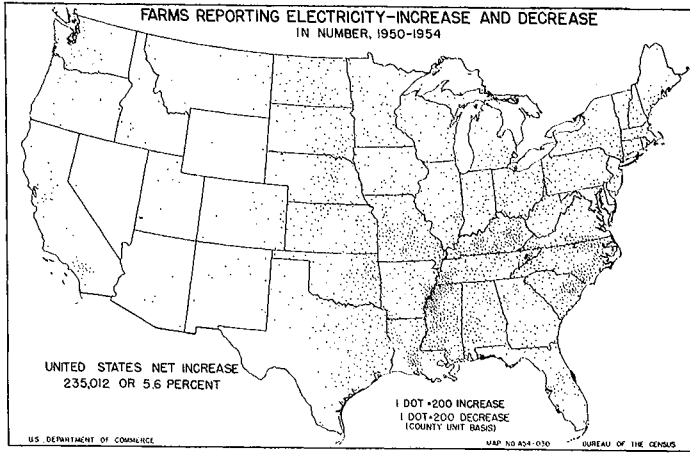 FARMS REPORTING ELECTRICITY-INCREASE AND DECREASE
IN NUMBER, 1950-1954
UNITED STATES NET INCREASE
235,012 OR 5.6 PERCENT
1 DOT=200 INCREASE
1 DOT=200 DECREASE
(COUNTY UNIT BASIS)
U.S. DEPARTMENT OF COMMERCE
MAP NO A54-030
BUREAU OF THE CENSUS